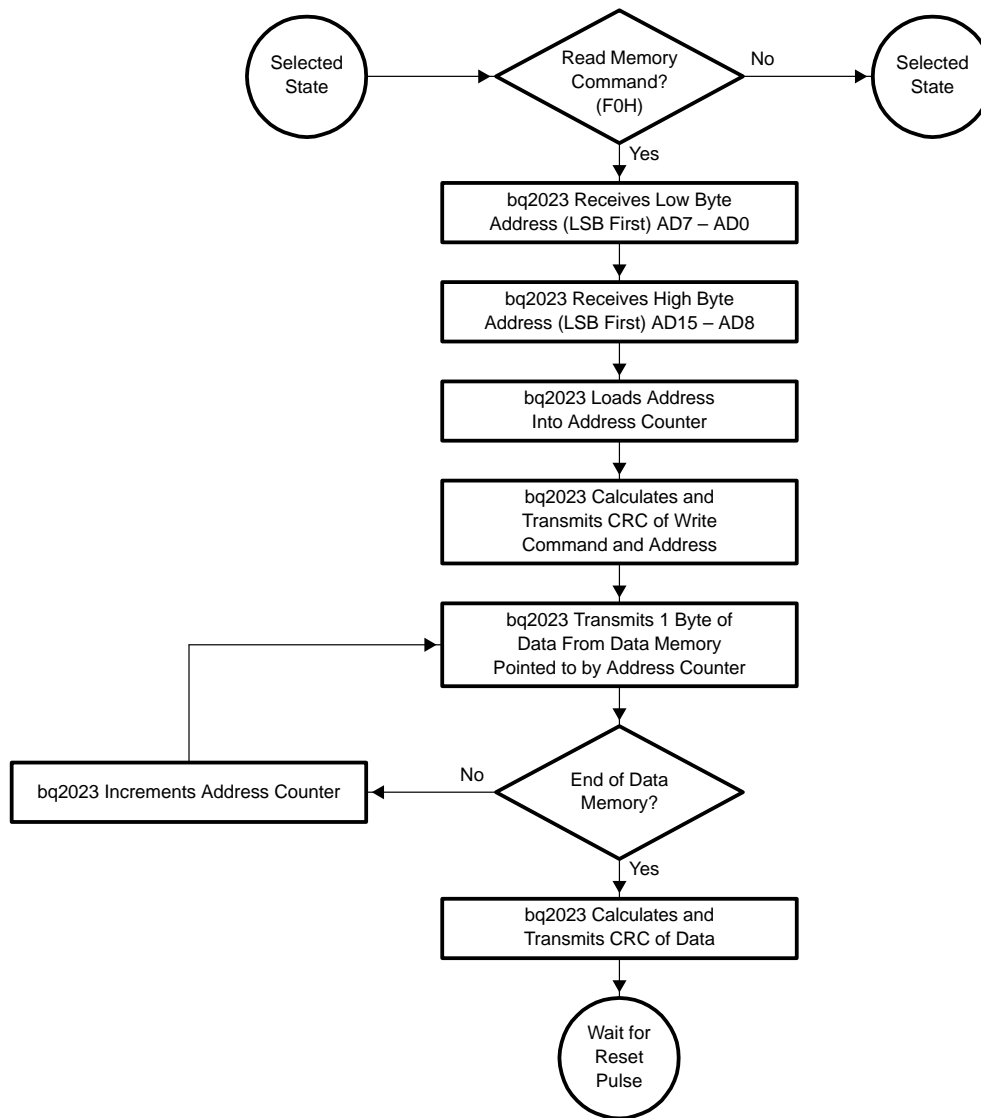 Selected
State
Read Memory
Command?
(F0H)
No
Selected
State
Yes
bq2023 Receives Low Byte
Address (LSB First) AD7 – AD0
bq2023 Receives High Byte
Address (LSB First) AD15 – AD8
bq2023 Loads Address
Into Address Counter
bq2023 Calculates and
Transmits CRC of Write
Command and Address
bq2023 Transmits 1 Byte of
Data From Data Memory
Pointed to by Address Counter
bq2023 Increments Address Counter
No
End of Data
Memory?
Yes
bq2023 Calculates and
Transmits CRC of Data
Wait for
Reset
Pulse